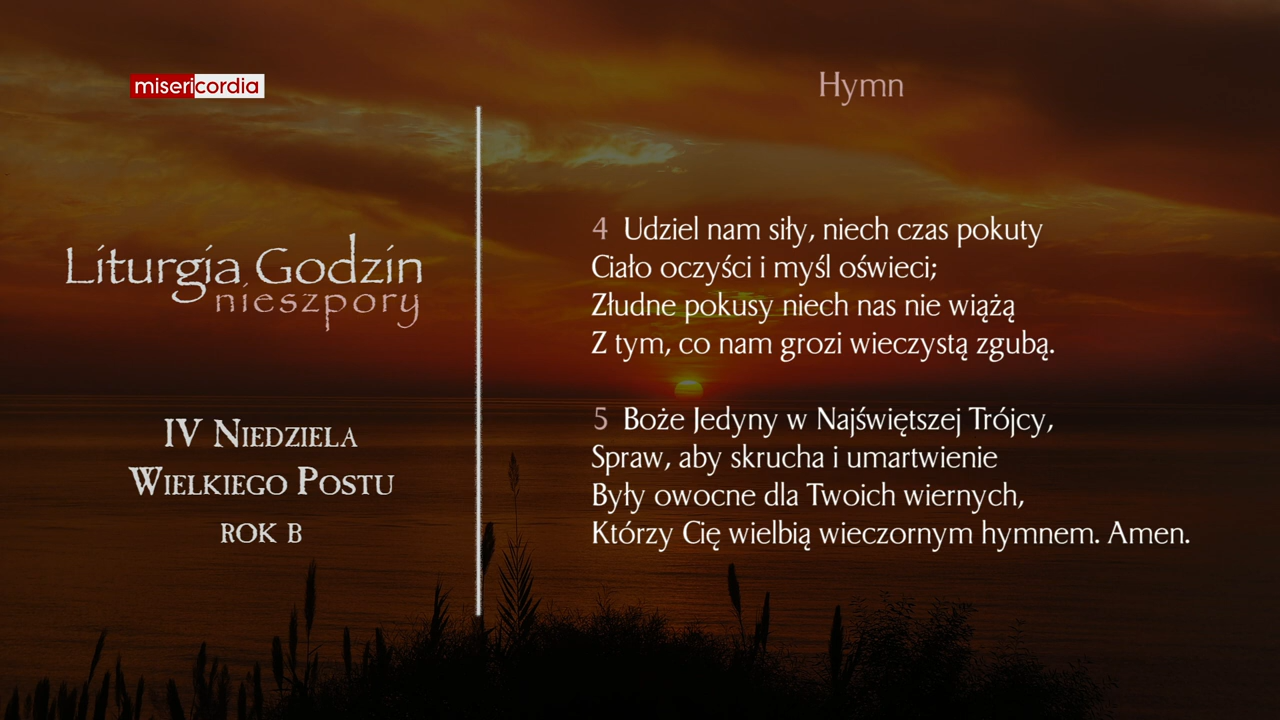 misericordia
Liturgia Godzin
nieszpory
IV Niedziela
Wielkiego Postu
rok B
Hymn
4 Udziel nam siły, niech czas pokuty
Ciało oczyści i myśl oświeci;
Złudne pokusy niech nas nie wiążą
Z tym, co nam grozi wieczystą zgubą.
5 Boże Jedyny w Najświętszej Trójcy,
Spraw, aby skrucha i umartwienie
Były owocne dla Twoich wiernych,
Którzy Cię wielbią wieczornym hymnem. Amen.